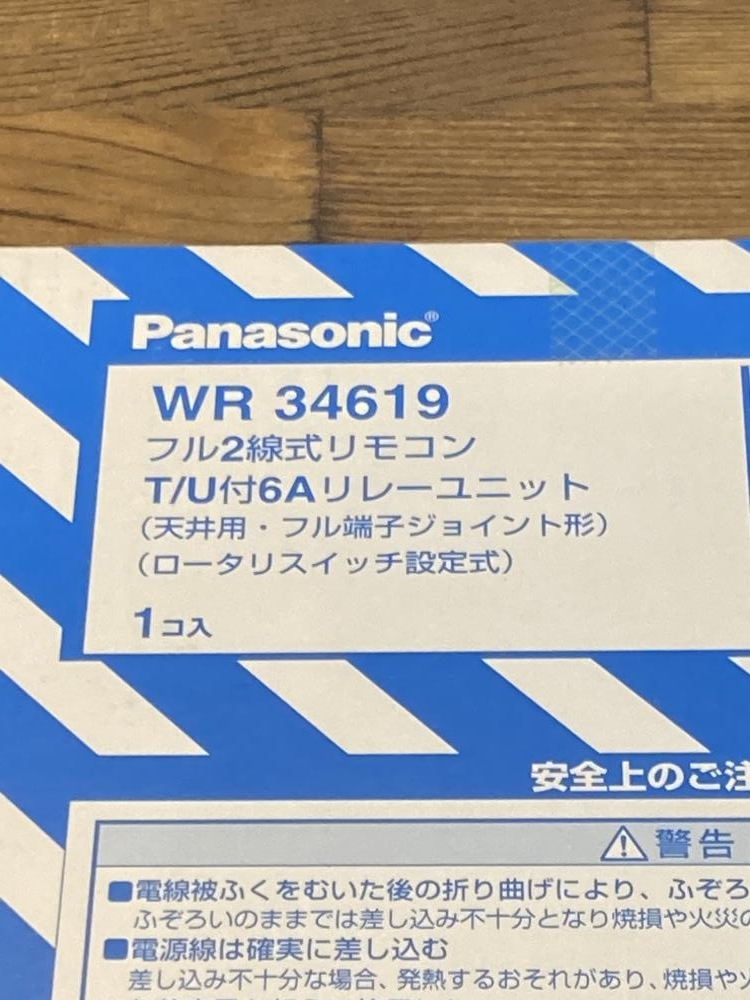 Panasonic®
WR 34619
フル2線式リモコン
T/U付6Aリレーユニット
(天井用・フル端子ジョイント形)
(ロータリスイッチ設定式)
1コ入
安全上のご注
警告
■電線被ふくをむいた後の折り曲げにより、ふぞろ
ふぞろいのままでは差し込み不十分となり焼損や火災の
■電源線は確実に差し込む
差し込み不十分な場合、発熱するおそれがあり、焼損や